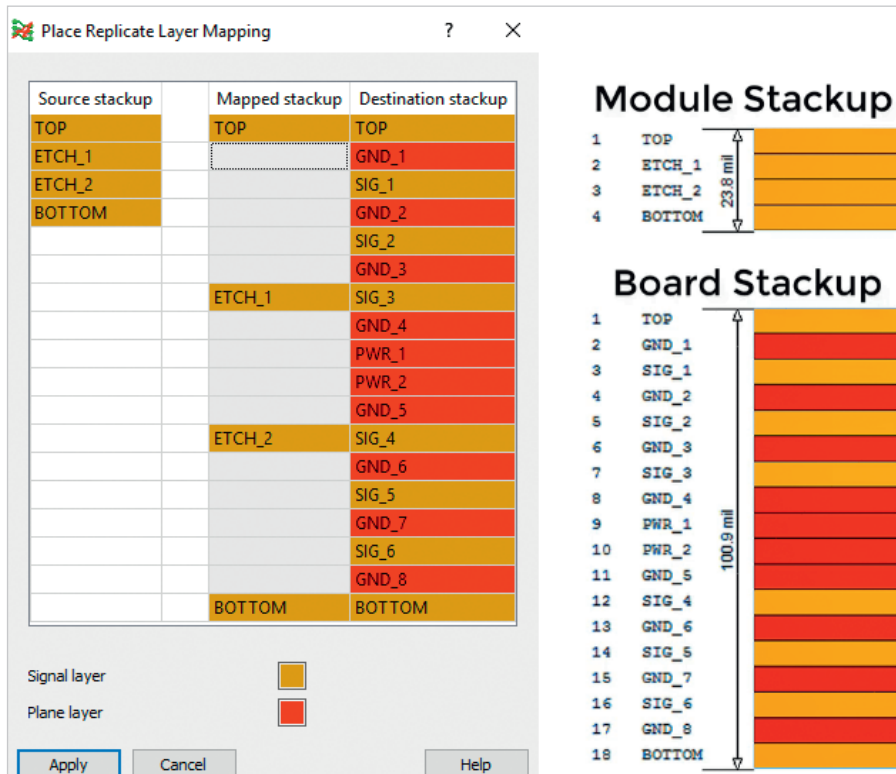 Place Replicate Layer Mapping ? ×
Source stackup Mapped stackup Destination stackup
TOP TOP TOP
ETCH_1 GND_1
ETCH_2 SIG_1
BOTTOM GND_2
SIG_2
GND_3
ETCH_1 SIG_3
GND_4
PWR_1
PWR_2
GND_5
ETCH_2 SIG_4
GND_6
SIG_5
GND_7
SIG_6
GND_8
BOTTOM BOTTOM
Signal layer
Plane layer
Apply Cancel Help
Module Stackup
1 TOP
2 ETCH_1
3 ETCH_2
4 BOTTOM
23.8 mil
Board Stackup
1 TOP
2 GND_1
3 SIG_1
4 GND_2
5 SIG_2
6 GND_3
7 SIG_3
8 GND_4
9 PWR_1
10 PWR_2
11 GND_5
12 SIG_4
13 GND_6
14 SIG_5
15 GND_7
16 SIG_6
17 GND_8
18 BOTTOM
100.9 mil